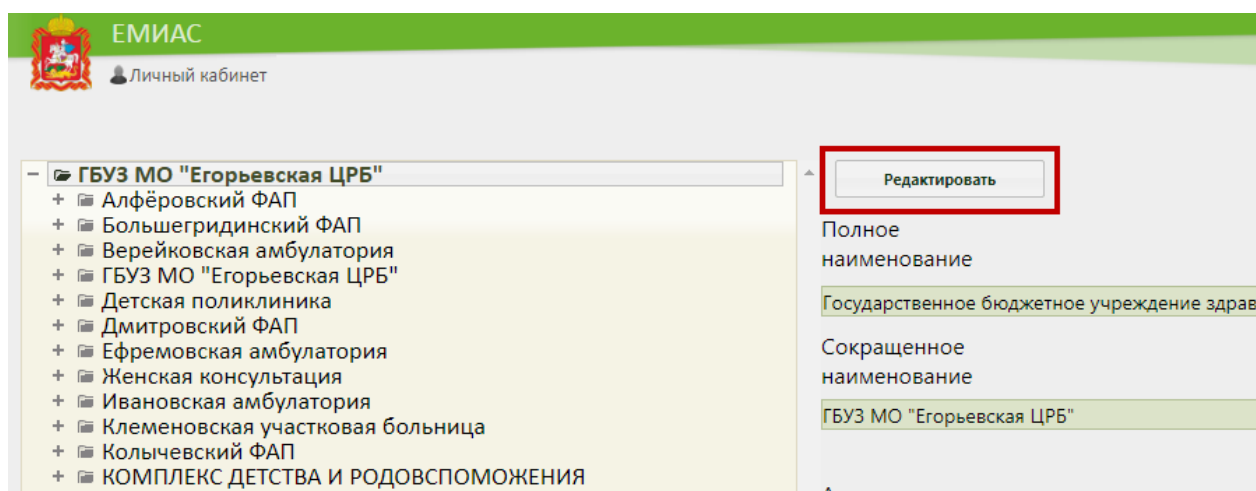 ЕМИАС
Личный кабинет
ГБУЗ МО "Егорьевская ЦРБ"
Алфёровский ФАП
Большегридинский ФАП
Верейковская амбулатория
ГБУЗ МО "Егорьевская ЦРБ"
Детская поликлиника
Дмитровский ФАП
Ефремовская амбулатория
Женская консультация
Ивановская амбулатория
Клеменовская участковая больница
Колычевский ФАП
КОМПЛЕКС ДЕТСТВА И РОДОВСПОМОЖЕНИЯ
Редактировать
Полное
наименование
Государственное бюджетное учреждение здрав
Сокращенное
наименование
ГБУЗ МО "Егорьевская ЦРБ"